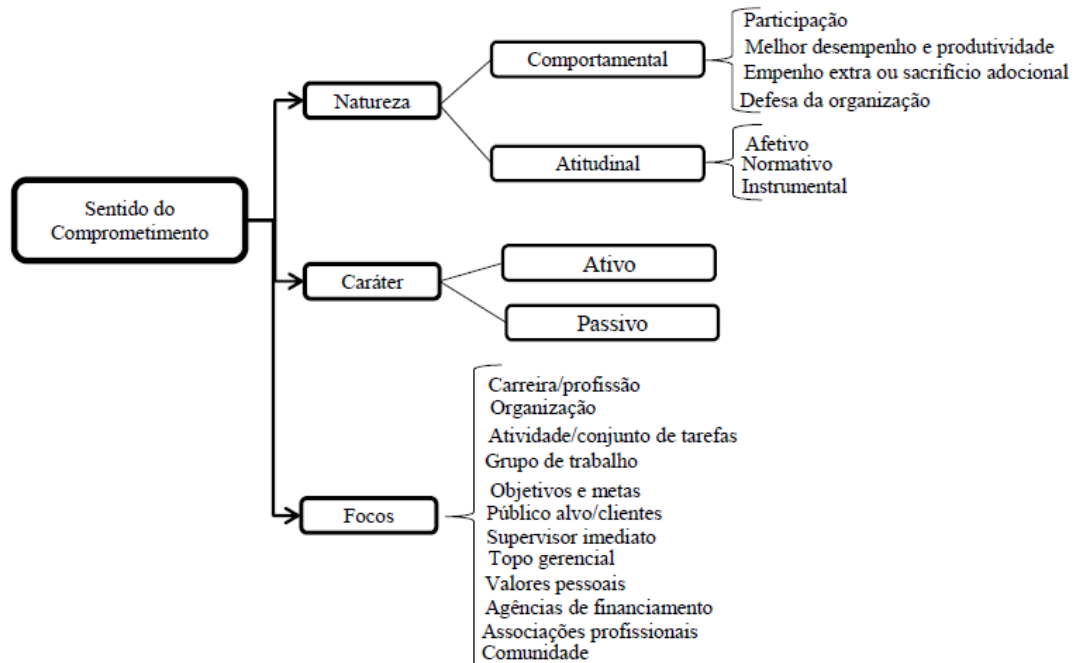 Sentido do
Comprometimento
Natureza
Comportamental
Participação
Melhor desempenho e produtividade
Empenho extra ou sacrifício adocional
Defesa da organização
Atitudinal
Afetivo
Normativo
Instrumental
Caráter
Ativo
Passivo
Focos
Carreira/profissão
Organização
Atividade/conjunto de tarefas
Grupo de trabalho
Objetivos e metas
Público alvo/clientes
Supervisor imediato
Topo gerencial
Valores pessoais
Agências de financiamento
Associações profissionais
Comunidade